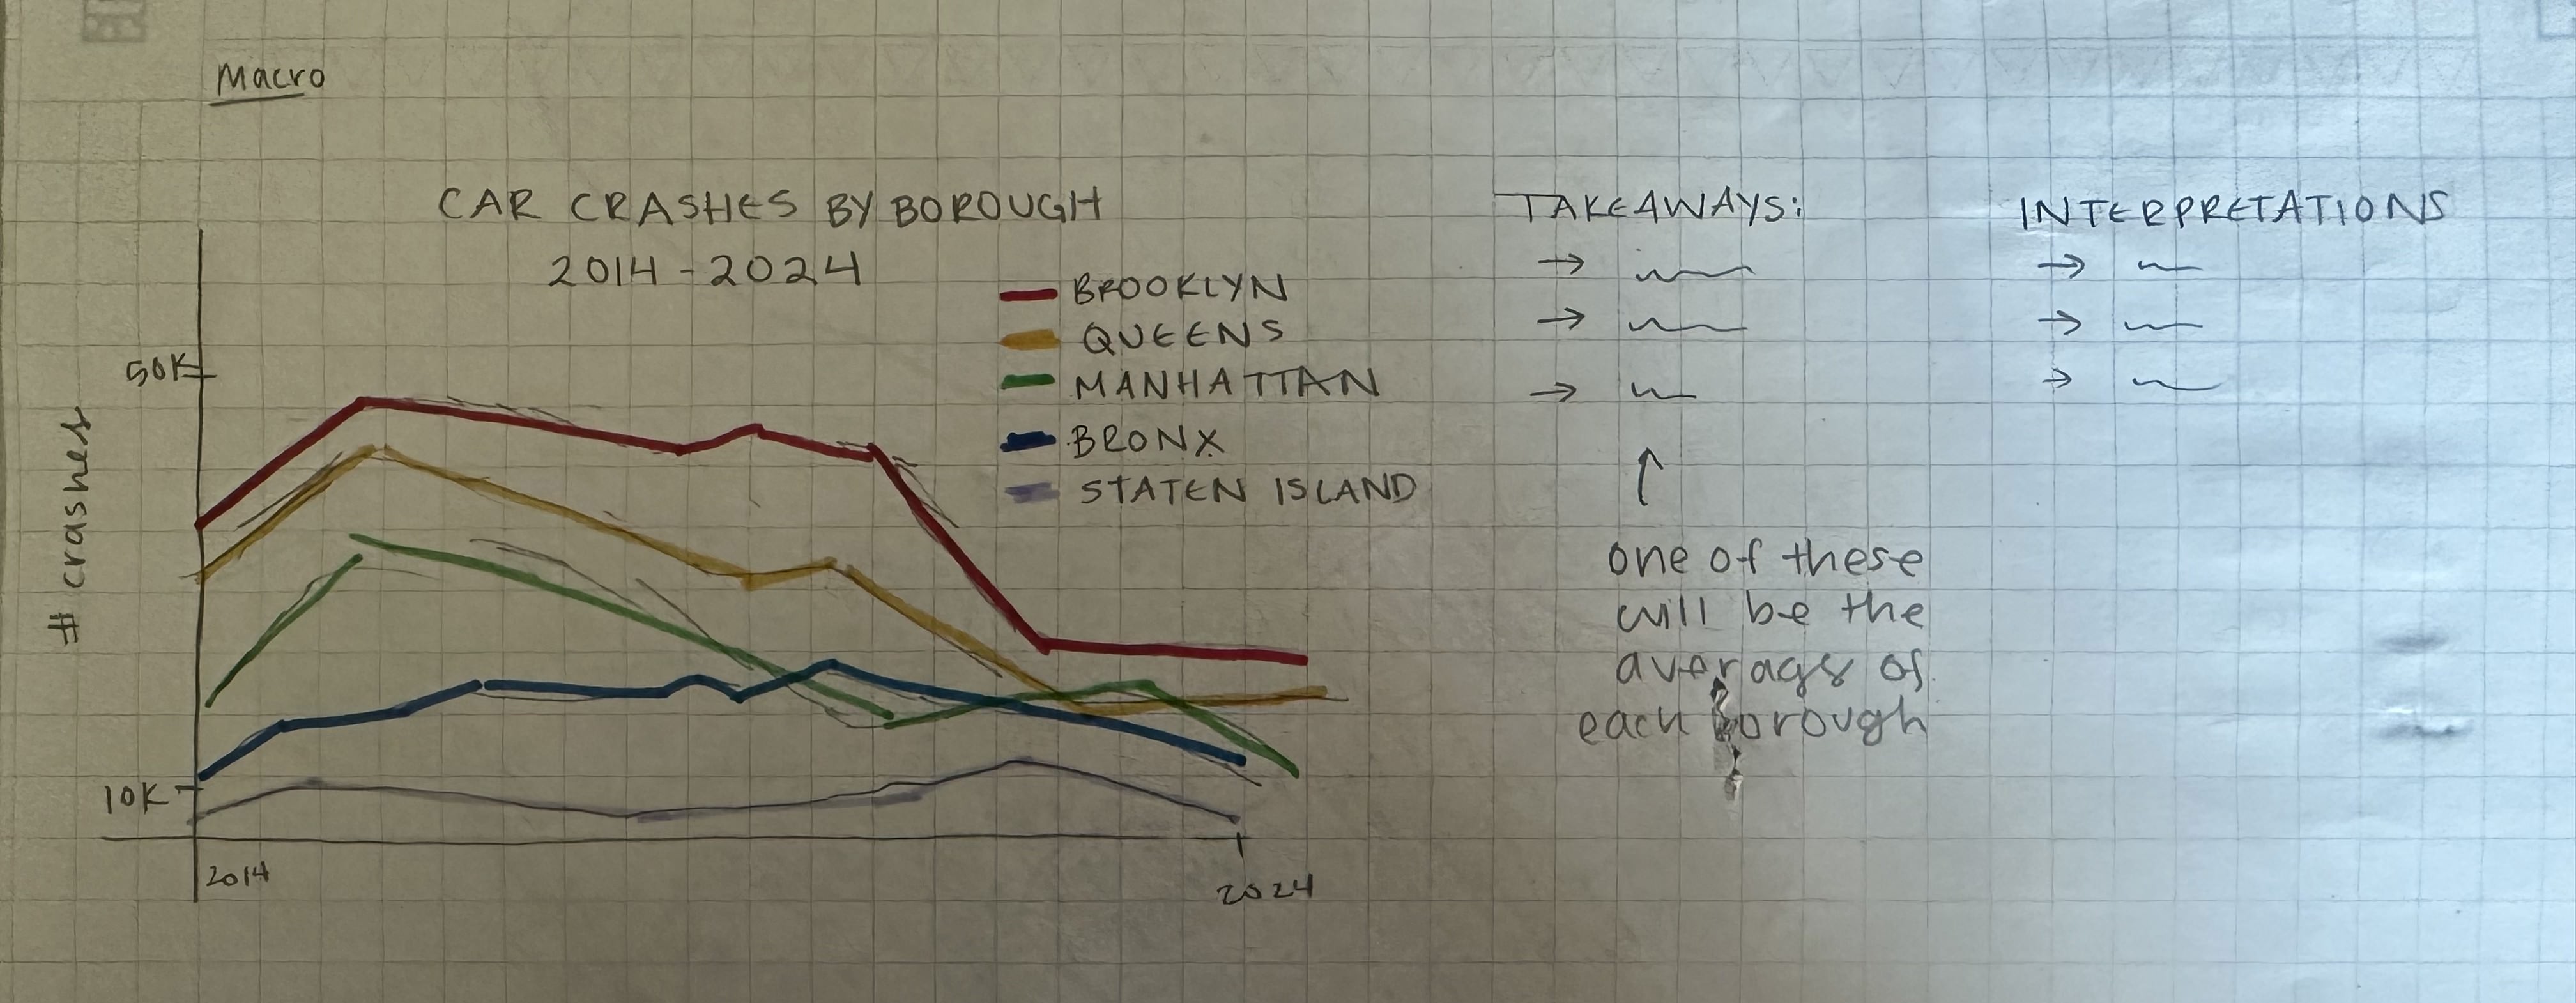 Macro
CAR CRASHES BY BOROUGH
2014 - 2024
BROOKLYN
QUEENS
MANHATTAN
BRONX
STATEN ISLAND
50K
# crashes
10K
2014
2024
TAKEAWAYS:
→
→
→
↑
one of these
will be the
average of
each borough
INTERPRETATIONS
→
→
→